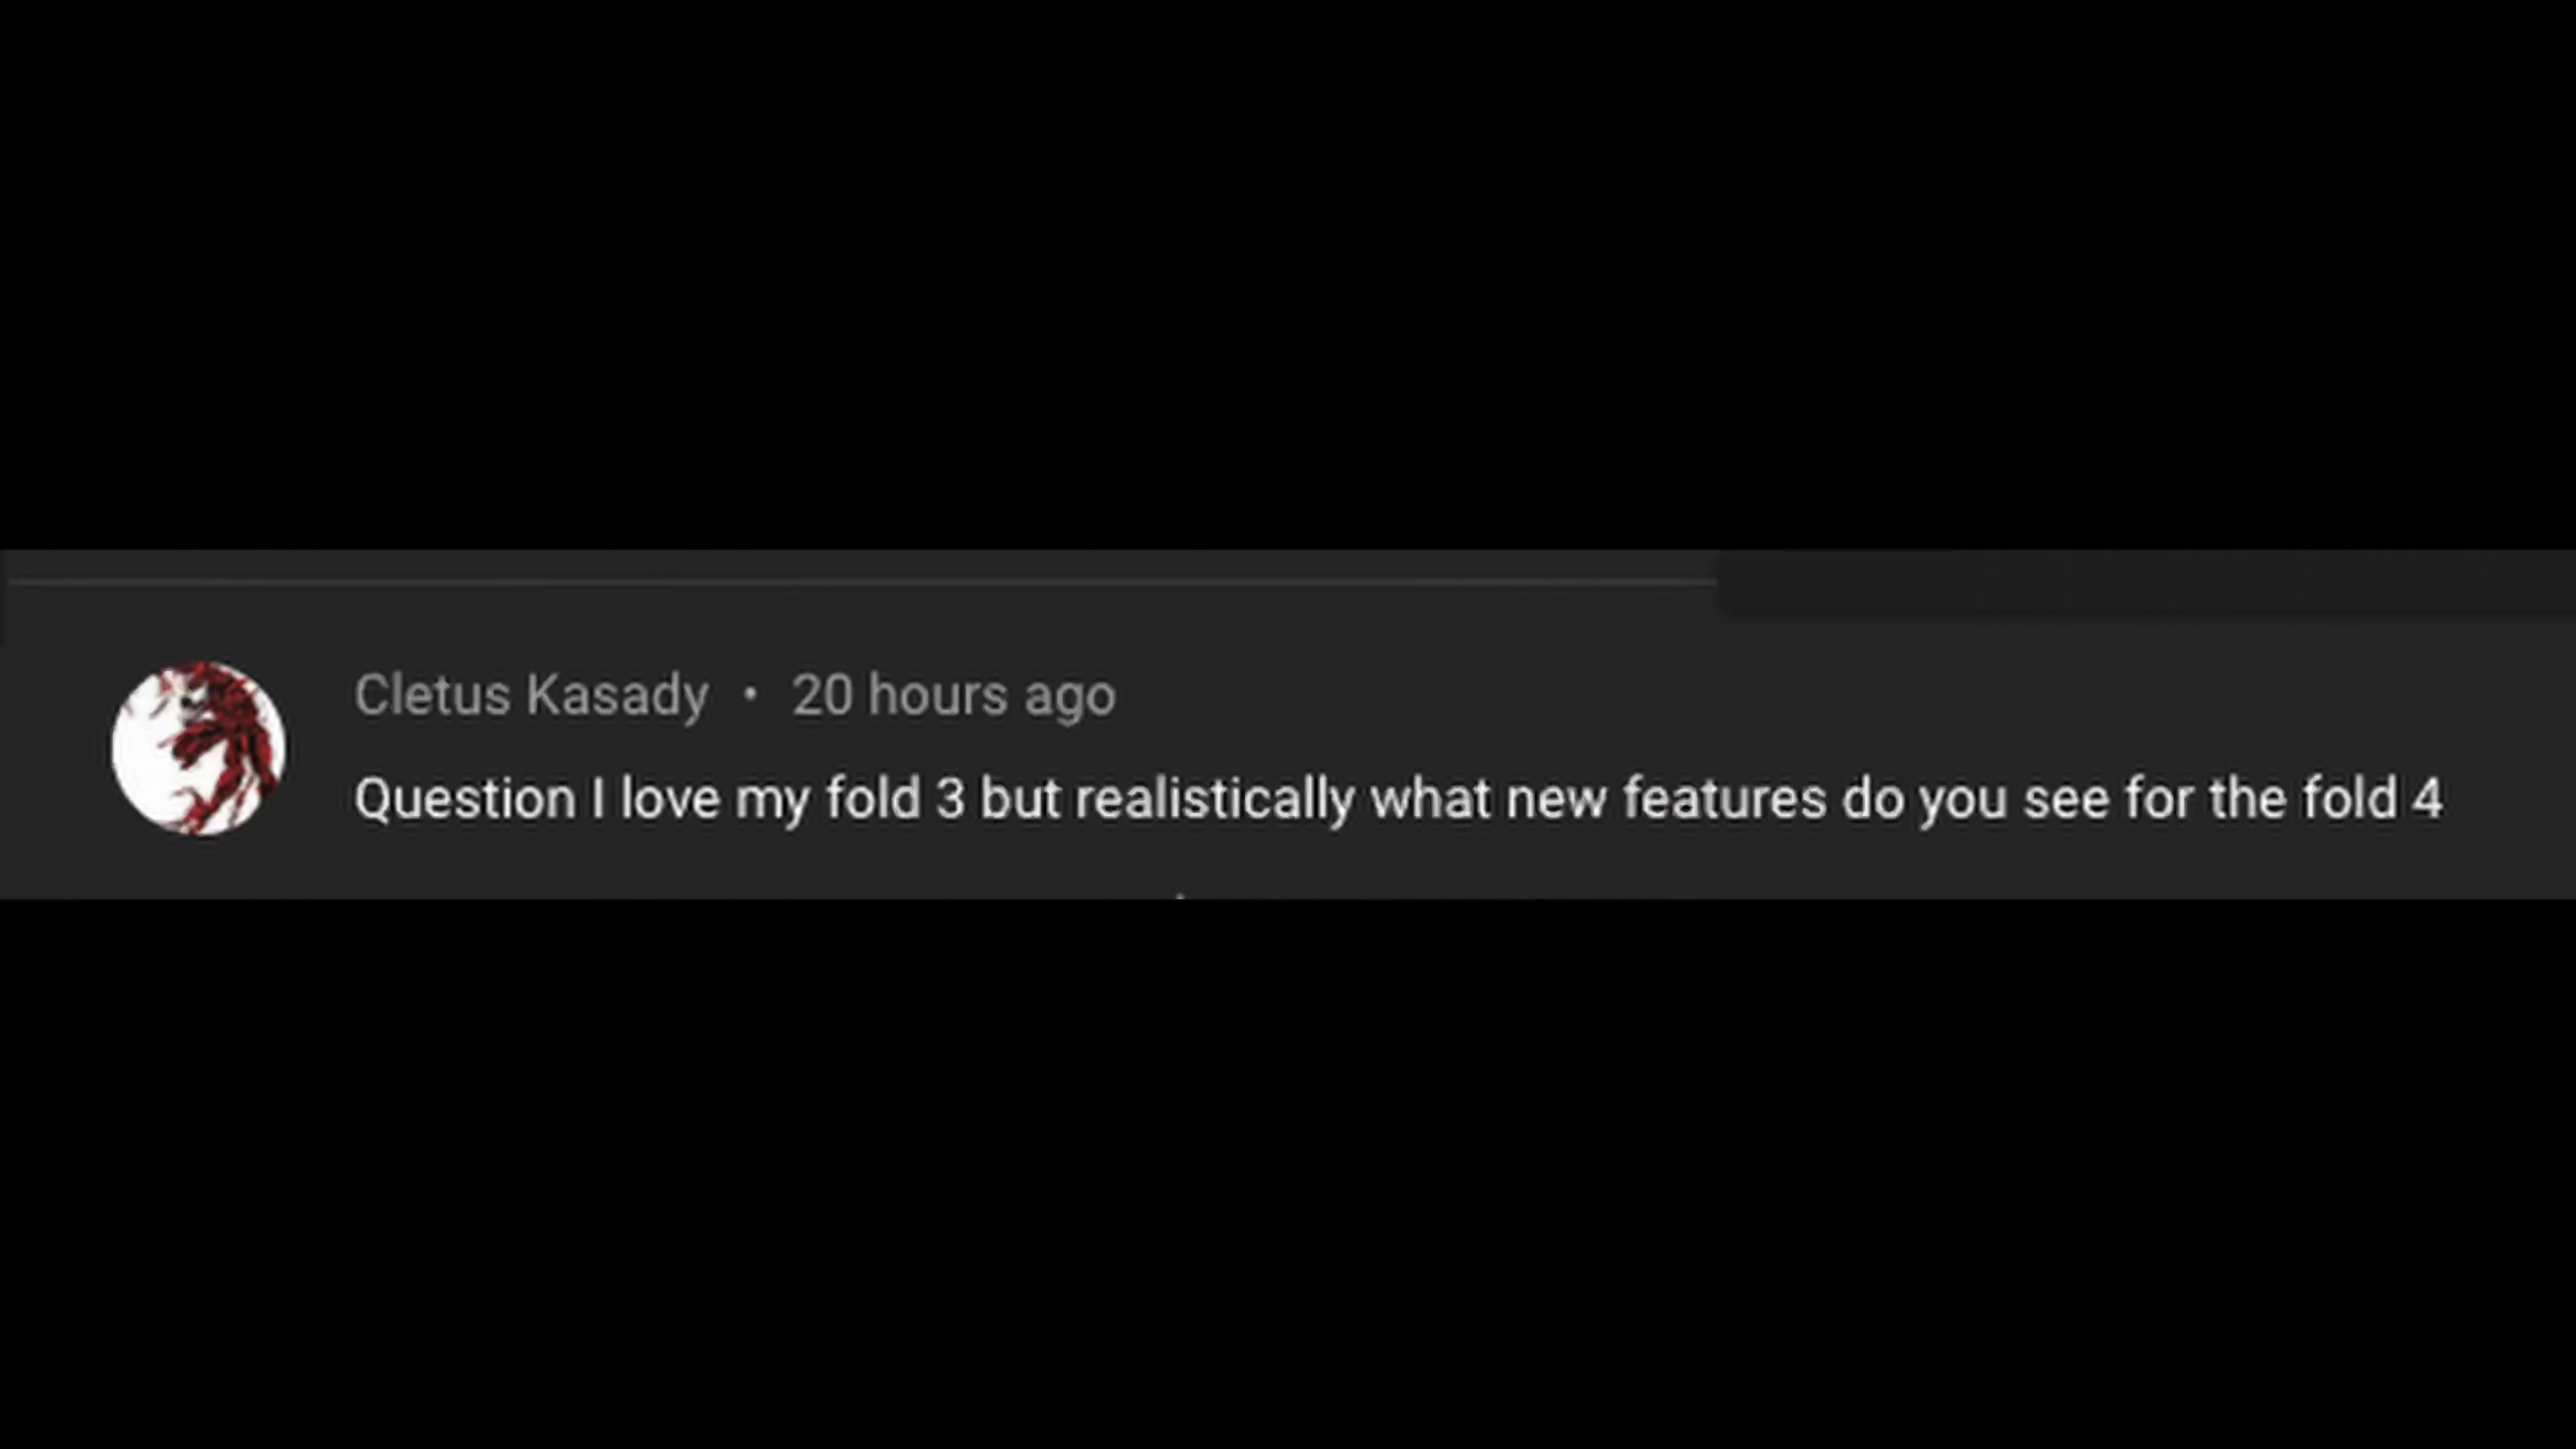 Cletus Kasady • 20 hours ago
Question I love my fold 3 but realistically what new features do you see for the fold 4